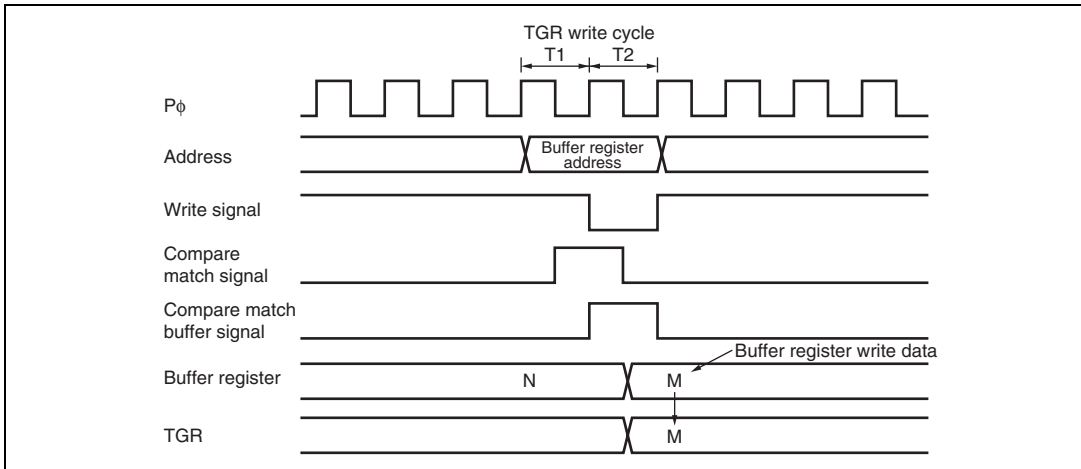 TGR write cycle
T1 T2
Pϕ
Address
Buffer register
address
Write signal
Compare
match signal
Compare match
buffer signal
Buffer register write data
Buffer register
N
M
TGR
M